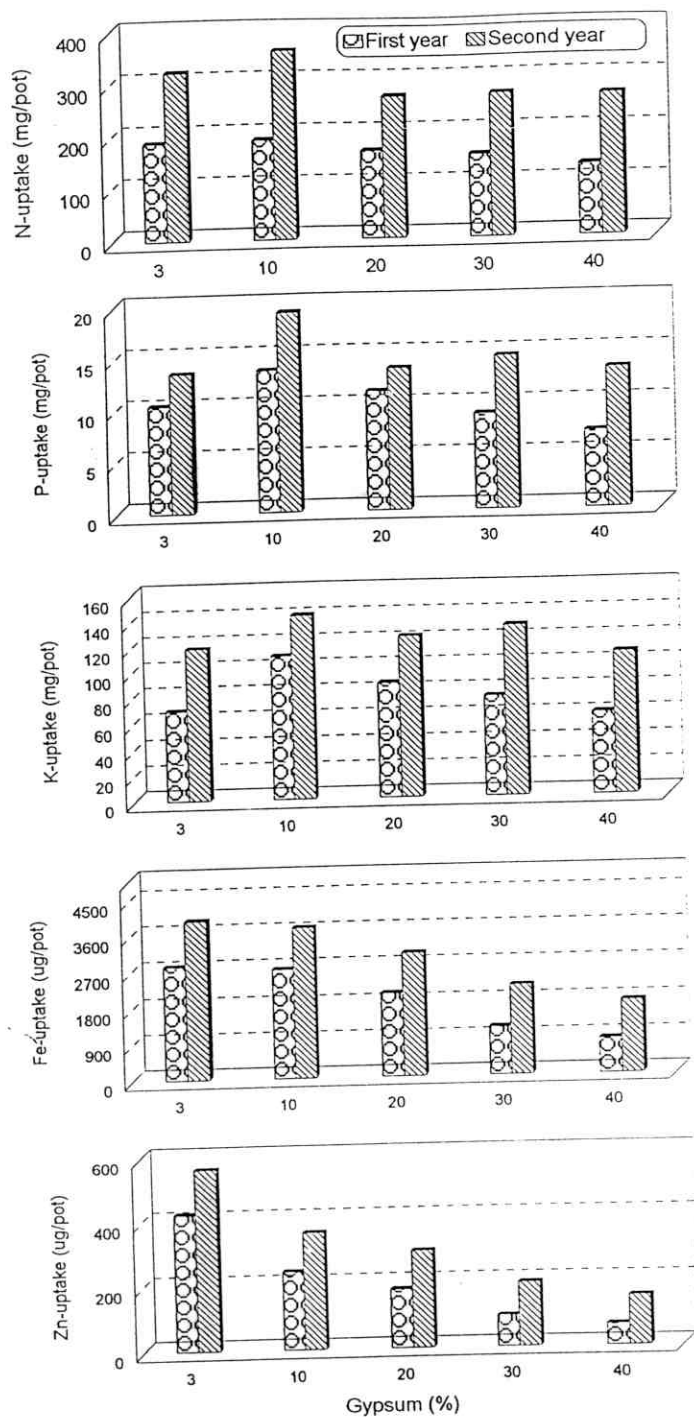 First year Second year
N-uptake (mg/pot)
400
300
200
100
0
3 10 20 30 40
P-uptake (mg/pot)
20
15
10
5
0
3 10 20 30 40
K-uptake (mg/pot)
160
140
120
100
80
60
40
20
0
3 10 20 30 40
Fe-uptake (ug/pot)
4500
3600
2700
1800
900
0
3 10 20 30 40
Zn-uptake (ug/pot)
600
400
200
0
3 10 20 30 40
Gypsum (%)